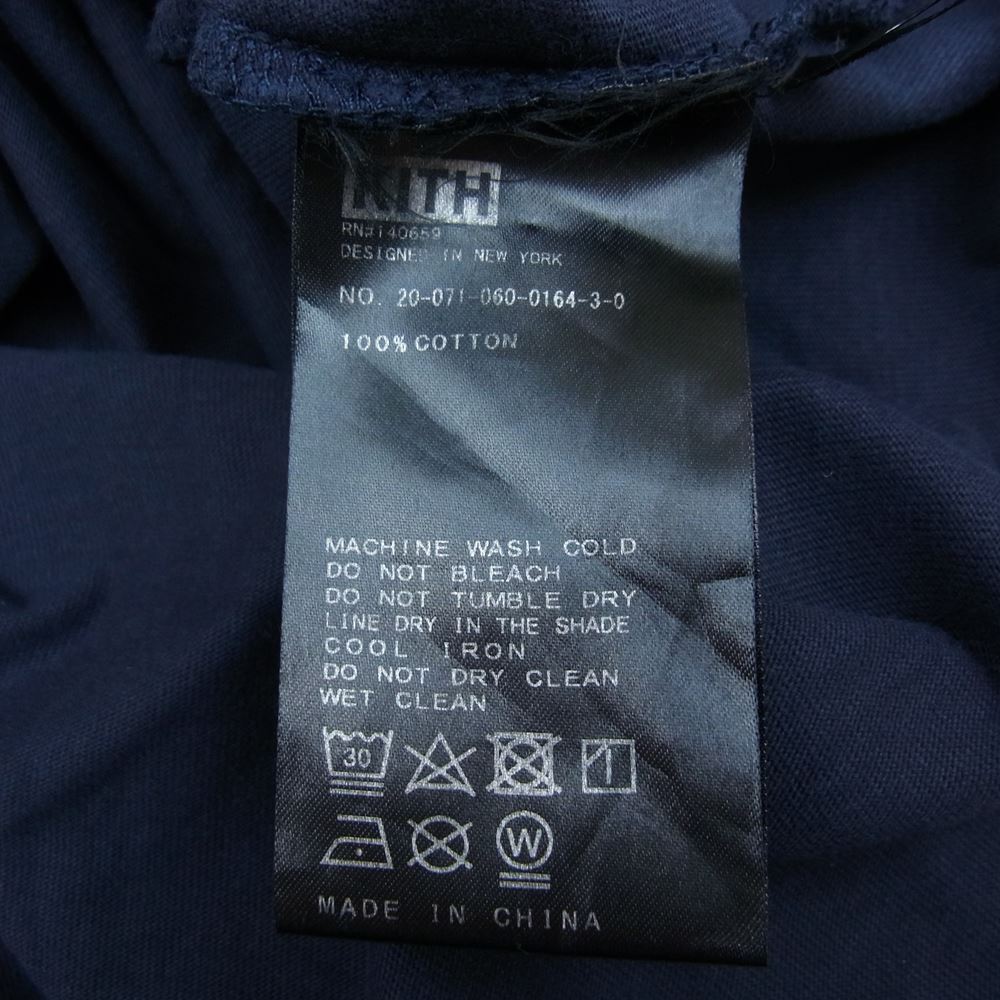 KITH
RN#140659
DESIGNED IN NEW YORK
NO. 20-071-060-0164-3-0
100% COTTON
MACHINE WASH COLD
DO NOT BLEACH
DO NOT TUMBLE DRY
LINE DRY IN THE SHADE
COOL IRON
DO NOT DRY CLEAN
WET CLEAN
30
W
MADE IN CHINA